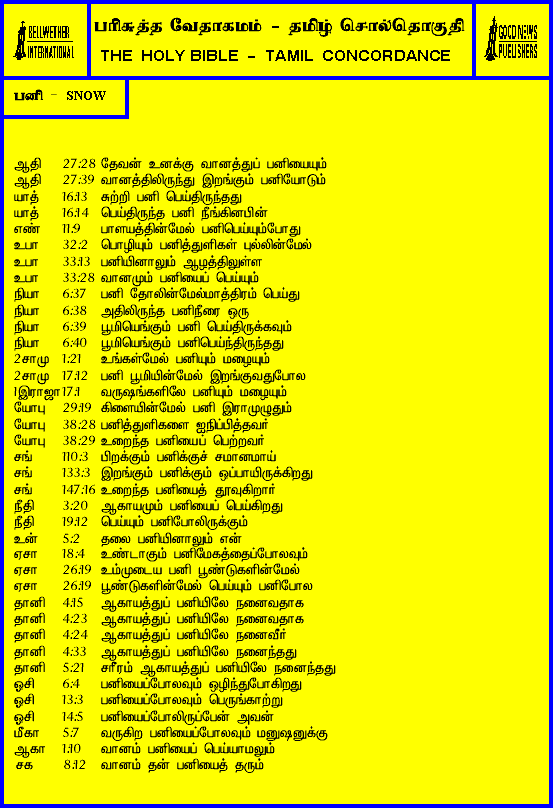 BELLWETHER INTERNATIONAL
பரிசுத்த வேதாகமம் - தமிழ் சொல்தொகுதி
THE HOLY BIBLE - TAMIL CONCORDANCE
GOOD NEWS PUBLISHERS
பனி - SNOW
ஆதி 27:28 தேவன் உனக்கு வானத்துப் பனியையும்
ஆதி 27:39 வானத்திலிருந்து இறங்கும் பனியோடும்
யாத் 16:13 சுற்றி பனி பெய்திருந்தது
யாத் 16:14 பெய்திருந்த பனி நீங்கினபின்
எண் 11:9 பாளயத்தின்மேல் பனிபெய்யும்போது
உபா 32:2 பொழியும் பனித்துளிகள் புல்லின்மேல்
உபா 33:13 பனியினாலும் ஆழத்திலுள்ள
உபா 33:28 வானமும் பனியைப் பெய்யும்
நியா 6:37 பனி தோலின்மேல்மாத்திரம் பெய்து
நியா 6:38 அதிலிருந்த பனிநீரை ஒரு
நியா 6:39 பூமியெங்கும் பனி பெய்திருக்கவும்
நியா 6:40 பூமியெங்கும் பனிபெய்ந்திருந்தது
2சாமு 1:21 உங்கள்மேல் பனியும் மழையும்
2சாமு 17:12 பனி பூமியின்மேல் இறங்குவதுபோல
1இராஜா 17:1 வருஷங்களிலே பனியும் மழையும்
யோபு 29:19 கிளையின்மேல் பனி இராமுழுதும்
யோபு 38:28 பனித்துளிகளை ஜநிப்பித்தவர்
யோபு 38:29 உறைந்த பனியைப் பெற்றவர்
சங் 110:3 பிறக்கும் பனிக்குச் சமானமாய்
சங் 133:3 இறங்கும் பனிக்கும் ஒப்பாயிருக்கிறது
சங் 147:16 உறைந்த பனியைத் தூவுகிறார்
நீதி 3:20 ஆகாயமும் பனியைப் பெய்கிறது
நீதி 19:12 பெய்யும் பனிபோலிருக்கும்
உன் 5:2 தலை பனியினாலும் என்
ஏசா 18:4 உண்டாகும் பனிமேகத்தைப்போலவும்
ஏசா 26:19 உம்முடைய பனி பூண்டுகளின்மேல்
ஏசா 26:19 பூண்டுகளின்மேல் பெய்யும் பனிபோல
தானி 4:15 ஆகாயத்துப் பனியிலே நனைவதாக
தானி 4:23 ஆகாயத்துப் பனியிலே நனைவதாக
தானி 4:24 ஆகாயத்துப் பனியிலே நனைவீர்
தானி 4:33 ஆகாயத்துப் பனியிலே நனைந்தது
தானி 5:21 சரீரம் ஆகாயத்துப் பனியிலே நனைந்தது
ஓசி 6:4 பனியைப்போலவும் ஒழிந்துபோகிறது
ஓசி 13:3 பனியைப்போலவும் பெருங்காற்று
ஓசி 14:5 பனியைப்போலிருப்பேன் அவன்
மீகா 5:7 வருகிற பனியைப்போலவும் மனுஷனுக்கு
ஆகா 1:10 வானம் பனியைப் பெய்யாமலும்
சக 8:12 வானம் தன் பனியைத் தரும்